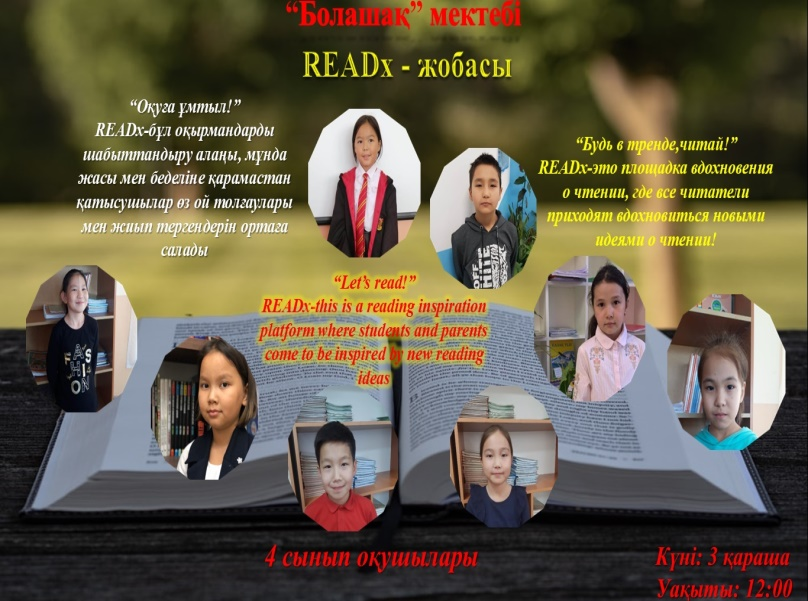 “Болашақ” мектебі
READx - жобасы
“Оқуга ұмтыл!”
READx-бұл оқырмандарды
шабыттандыру алаңы, мұнда
жасы мен беделіне қарамастан
қатысушылар өз ой толгаулары
мен жиып тергендерін ортага
салады
“Будь в тренде,читай!”
READx-это площадка вдохновения
о чтении, где все читатели
приходят вдохновиться новыми
идеями о чтении!
“Let’s read!”
READx-this is a reading inspiration
platform where students and parents
come to be inspired by new reading
ideas
4 сынып оқушылары
Күні: 3 қараша
Уақыты: 12:00